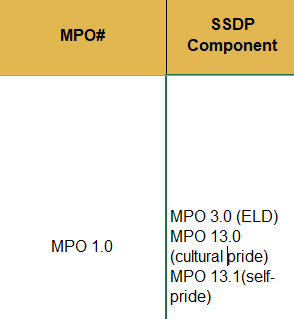 MPO#
SSDP
Component
MPO 1.0
MPO 3.0 (ELD)
MPO 13.0
(cultural pride)
MPO 13.1(self-
pride)